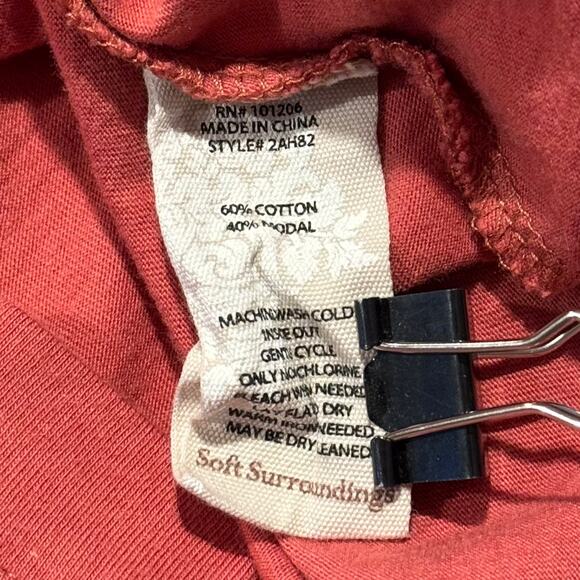 RN# 101206
MADE IN CHINA
STYLE# 2AH82
60% COTTON
40% MODAL
MACHINE WASH COLD
INSIDE OUT
GENTLE CYCLE
ONLY NON CHLORINE
BLEACH WHEN NEEDED
LAY FLAT DRY
WARM IRON NEEDED
MAY BE DRY CLEANED
Soft Surroundings